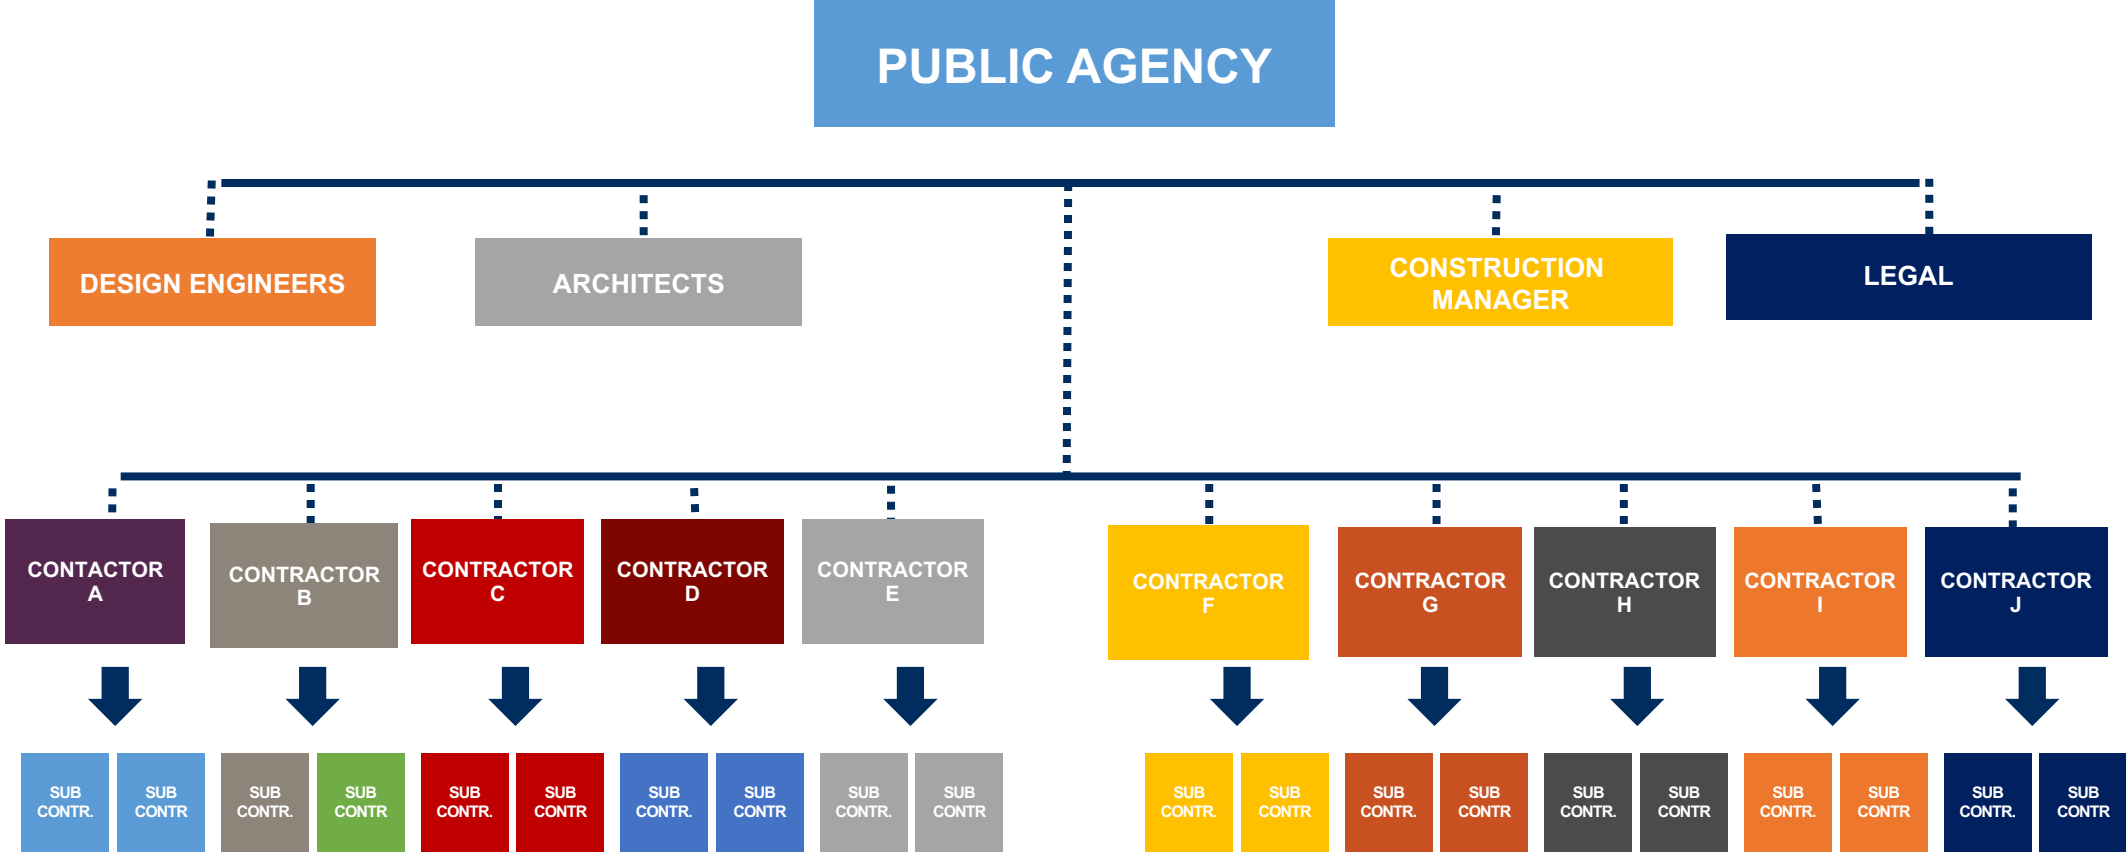 PUBLIC AGENCY
DESIGN ENGINEERS
ARCHITECTS
CONSTRUCTION
MANAGER
LEGAL
CONTACTOR
A
CONTRACTOR
B
CONTRACTOR
C
CONTRACTOR
D
CONTRACTOR
E
CONTRACTOR
F
CONTRACTOR
G
CONTRACTOR
H
CONTRACTOR
I
CONTRACTOR
J
SUB
CONTR.
SUB
CONTR
SUB
CONTR.
SUB
CONTR
SUB
CONTR.
SUB
CONTR
SUB
CONTR.
SUB
CONTR
SUB
CONTR.
SUB
CONTR
SUB
CONTR.
SUB
CONTR
SUB
CONTR.
SUB
CONTR
SUB
CONTR.
SUB
CONTR
SUB
CONTR.
SUB
CONTR
SUB
CONTR.
SUB
CONTR